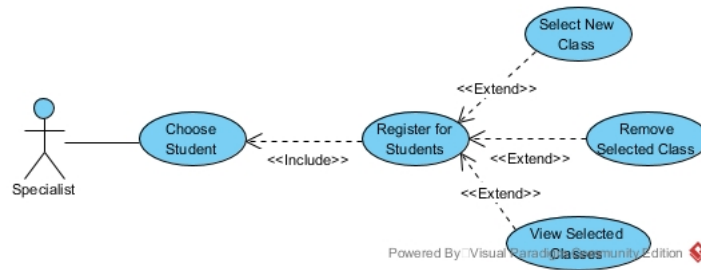 Select New
Class
<<Extend>>
Choose
Student
<<Include>>
Register for
Students
<<Extend>>
Remove
Selected Class
Specialist
<<Extend>>
View Selected
Classes
Powered By Visual Paradigm Community Edition